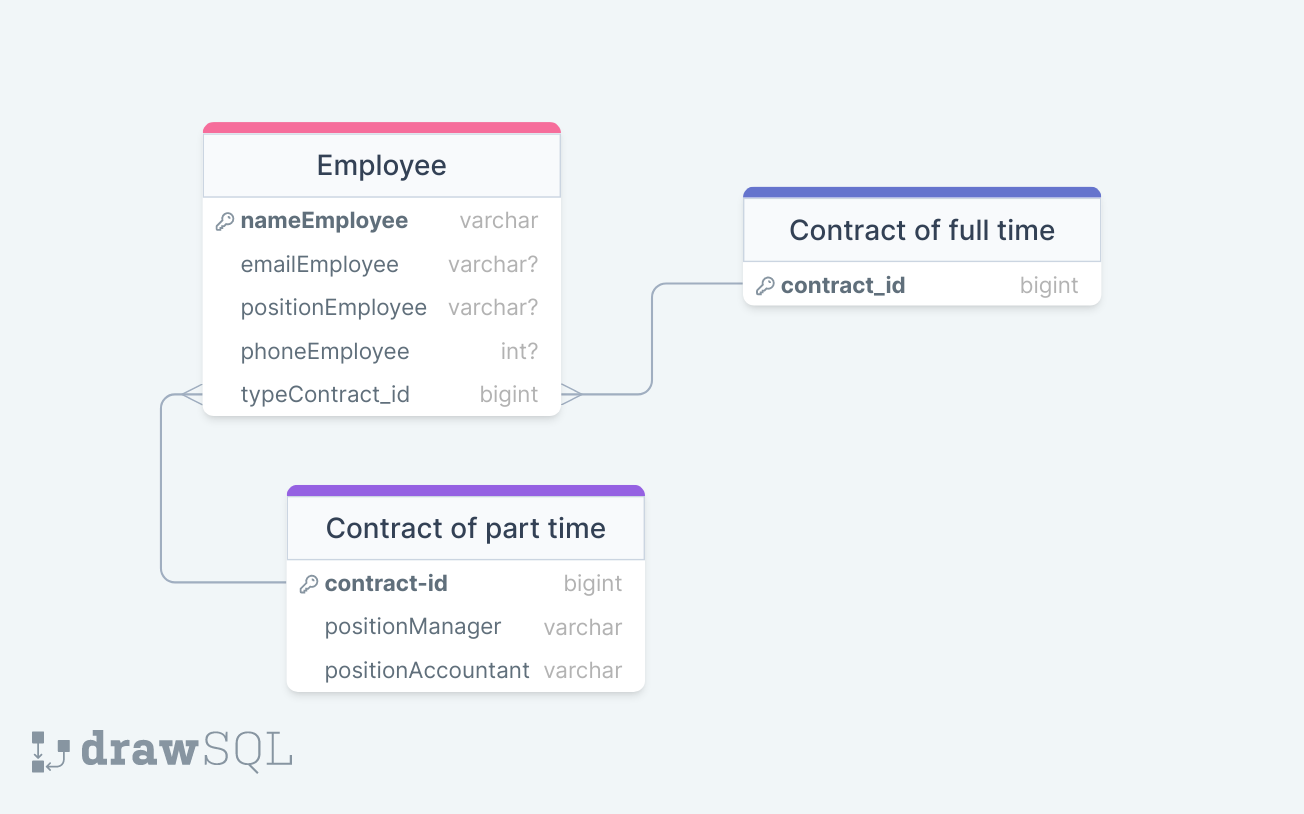 Employee
nameEmployee varchar
emailEmployee varchar?
positionEmployee varchar?
phoneEmployee int?
typeContract_id bigint
Contract of full time
contract_id bigint
Contract of part time
contract-id bigint
positionManager varchar
positionAccountant varchar
drawSQL